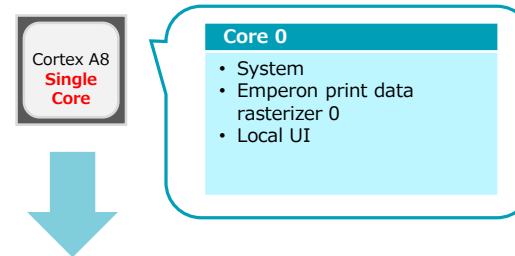 Cortex A8
Single
Core
Core 0
• System
• Emperon print data
rasterizer 0
• Local UI